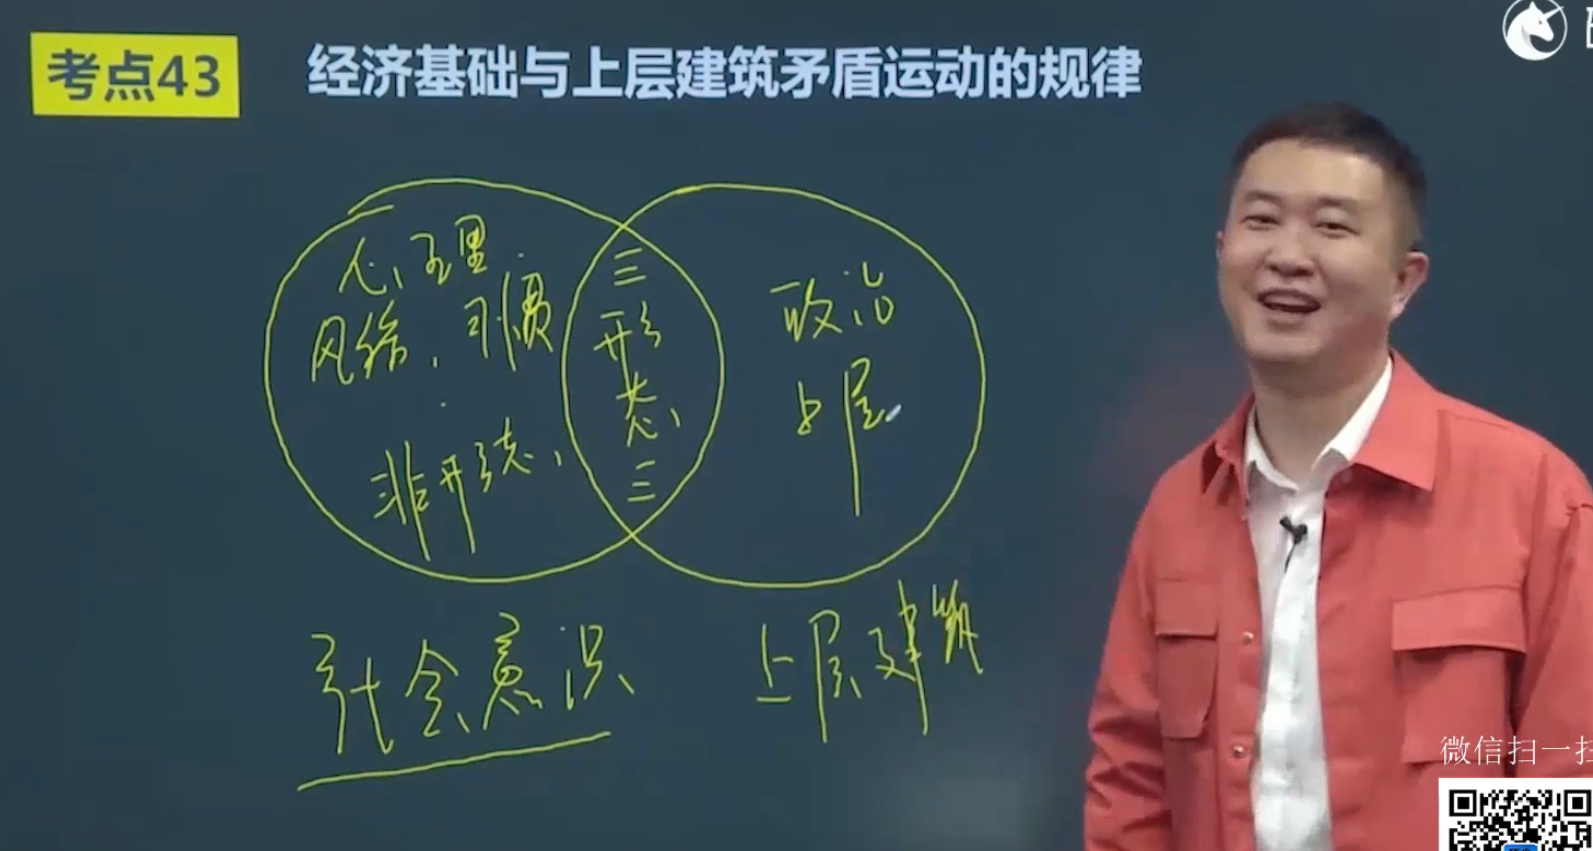 考点43
经济基础与上层建筑矛盾运动的规律
心理
风俗、习惯
非形态
三
形
态
三
政治
上层
社会意识
上层建筑
微信扫一扫